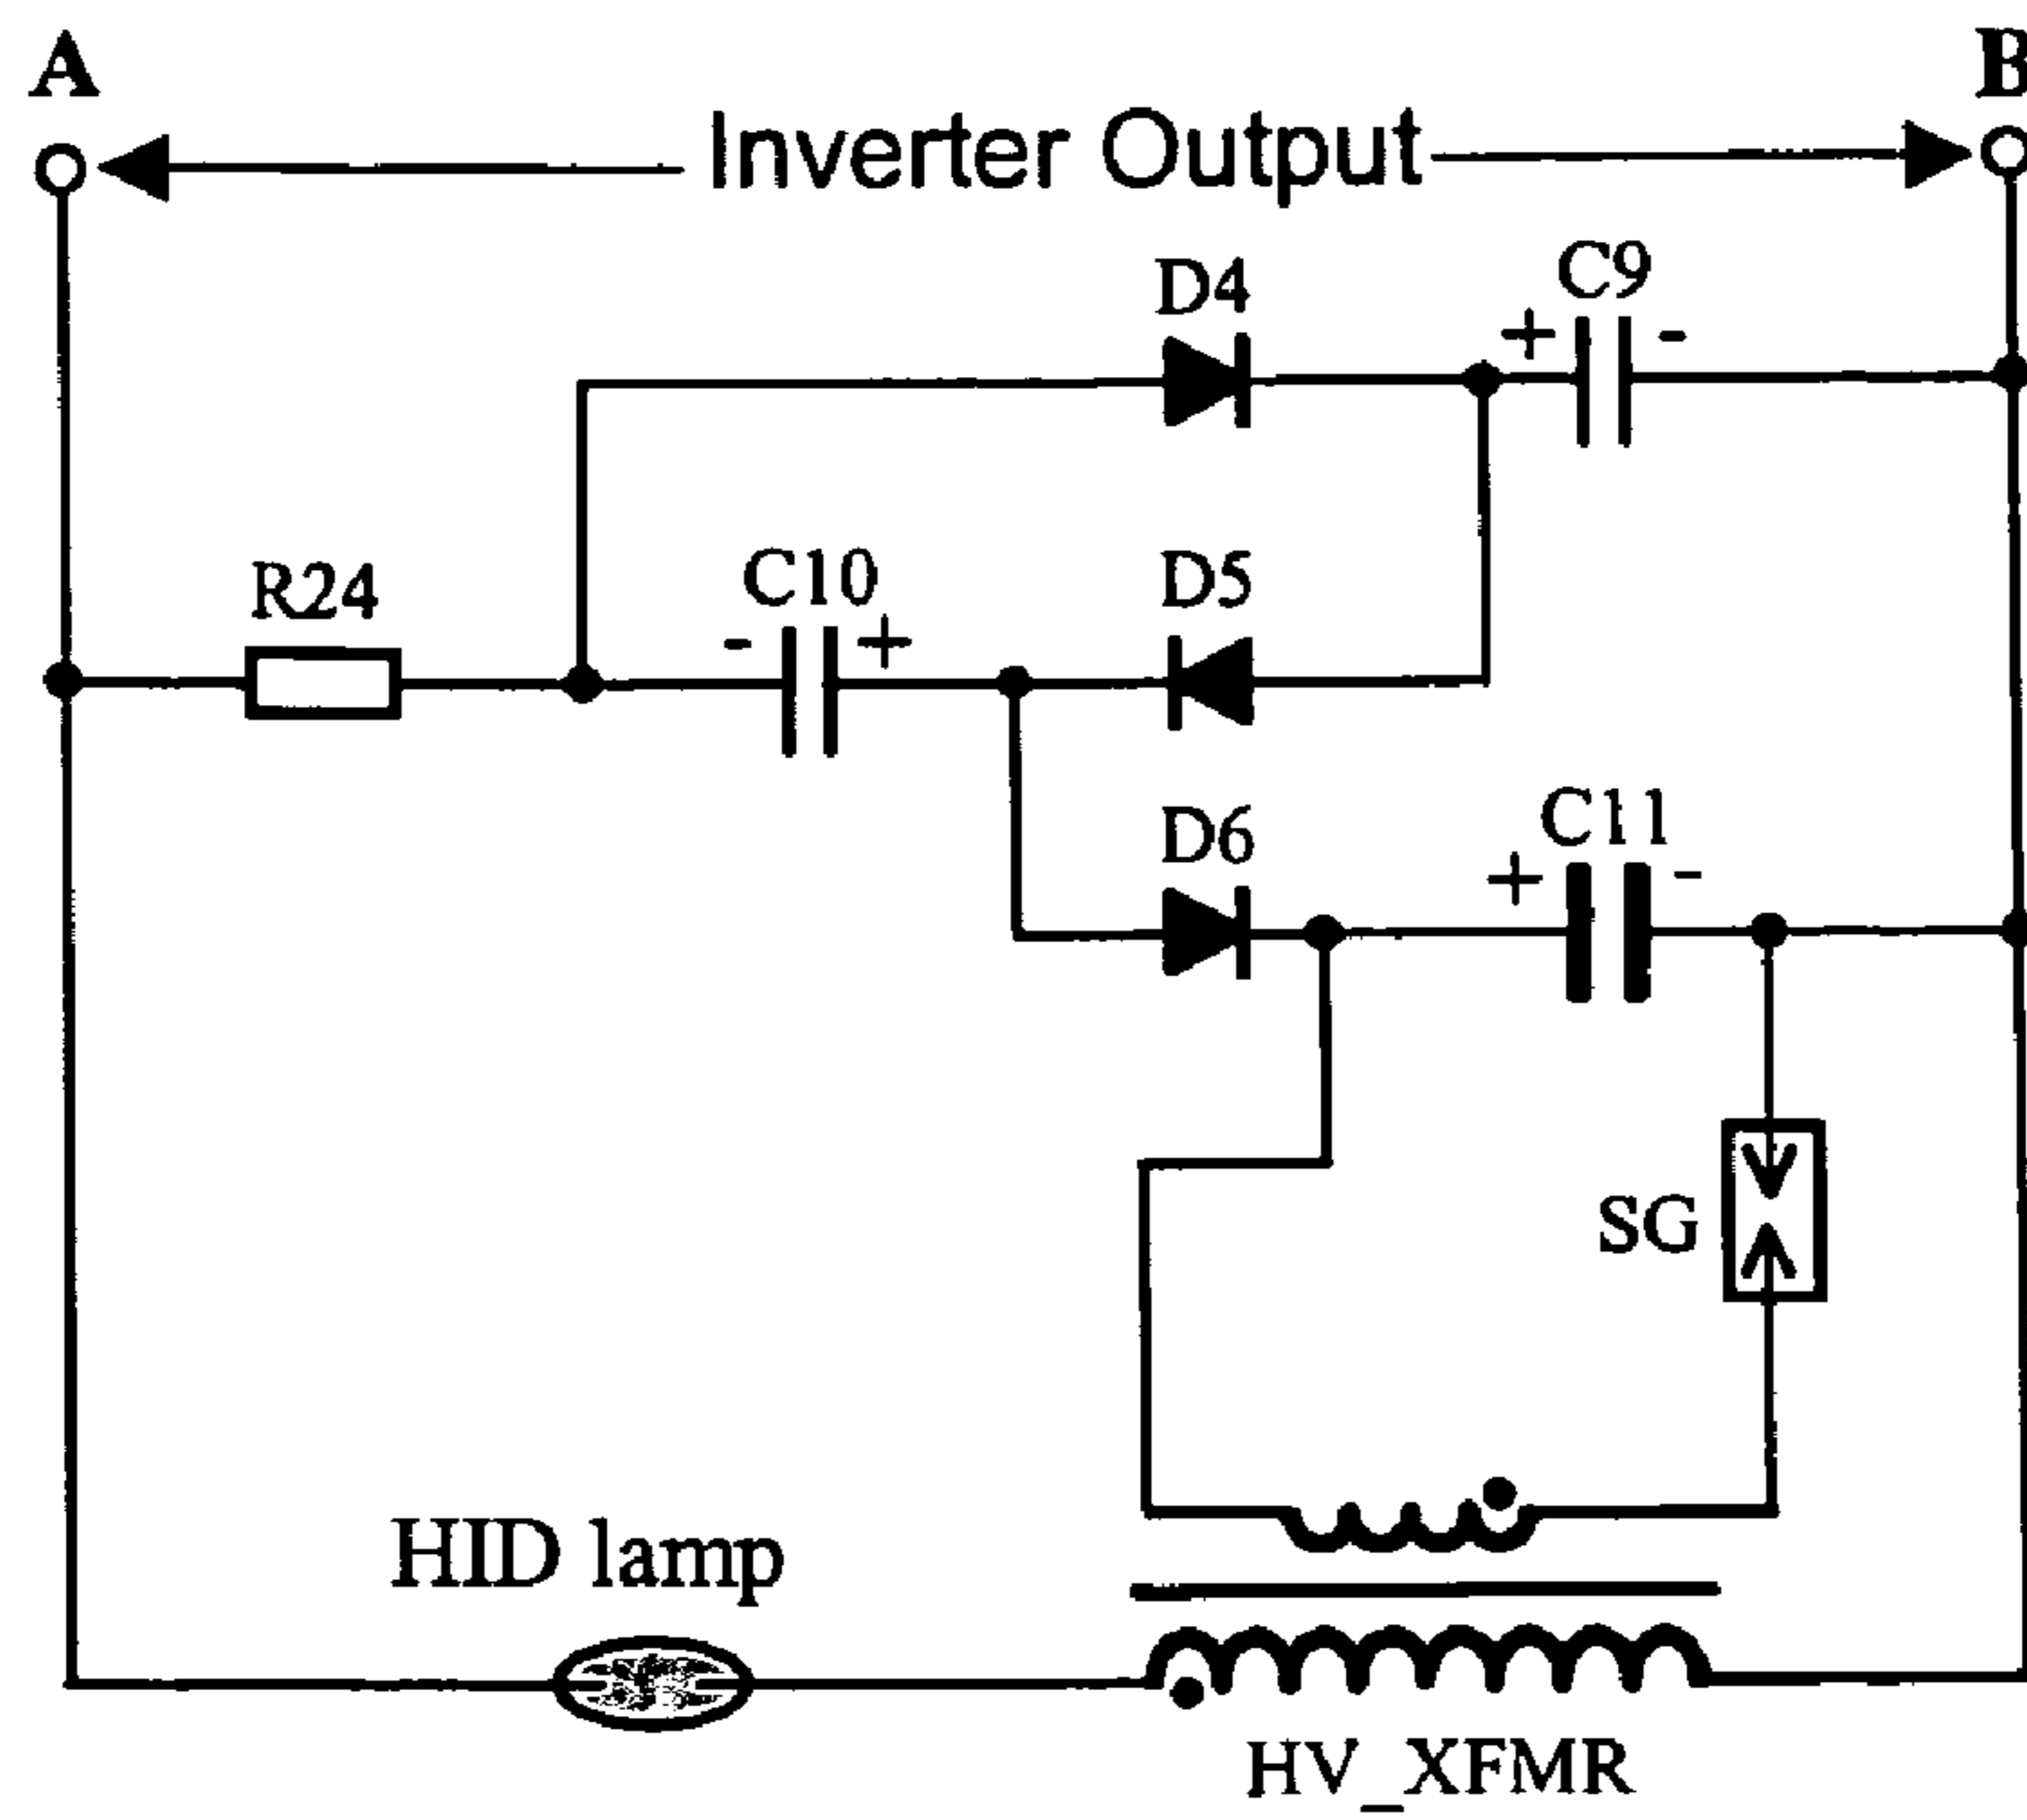 A B
Inverter Output
D4 C9
+ -
R24 C10 D5
- +
D6 C11
+ -
SG
HID lamp
HV_XFMR